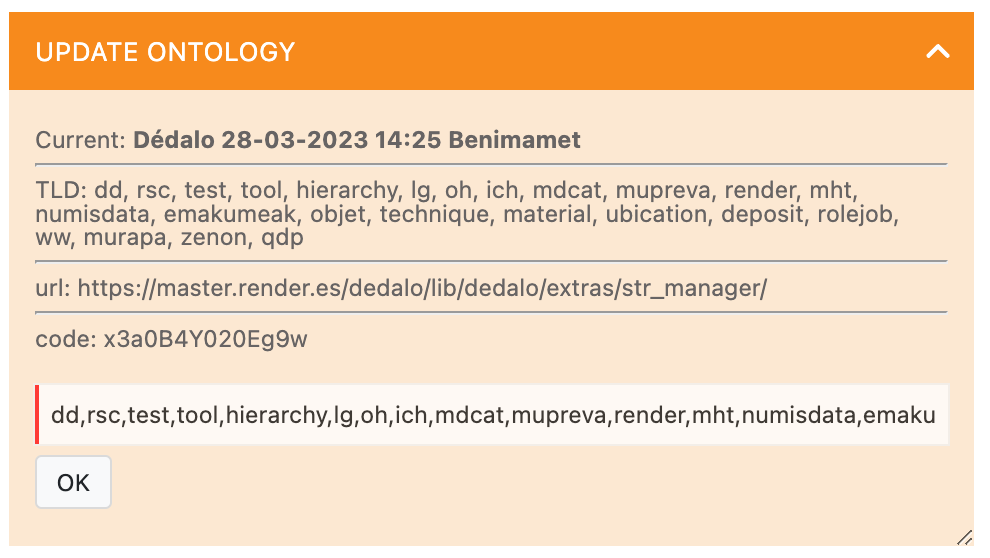 UPDATE ONTOLOGY
Current: Dédalo 28-03-2023 14:25 Benimamet
TLD: dd, rsc, test, tool, hierarchy, lg, oh, ich, mdcat, mupreva, render, mht,
numisdata, emakumeak, objet, technique, material, ubication, deposit, rolejob,
ww, murapa, zenon, qdp
url: https://master.render.es/dedalo/lib/dedalo/extras/str_manager/
code: x3a0B4Y020Eg9w
dd,rsc,test,tool,hierarchy,lg,oh,ich,mdcat,mupreva,render,mht,numisdata,emaku
OK